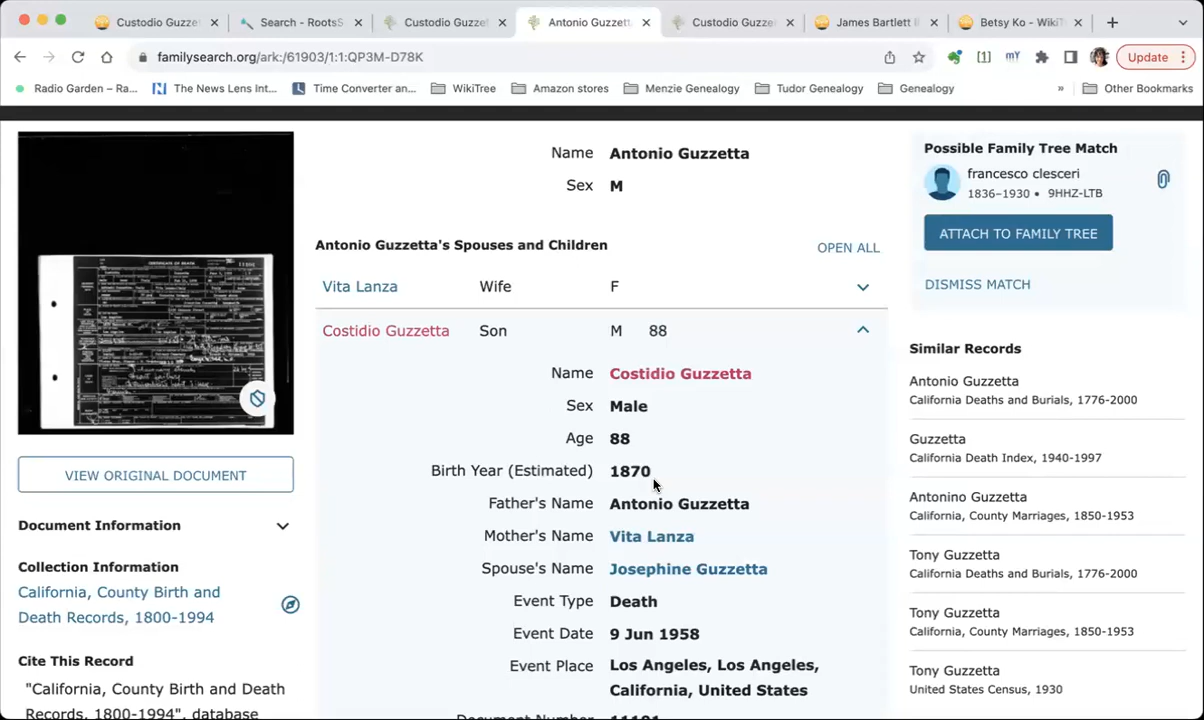 Custodio Guzze
Search - RootsS
Custodio Guzze
Antonio Guzzett
Custodio Guzze
James Bartlett I
Betsy Ko - WikiT
familysearch.org/ark:/61903/1:1:QP3M-D78K
[1]
mY
Update
Radio Garden – Ra...
The News Lens Int...
Time Converter an...
WikiTree
Amazon stores
Menzie Genealogy
Tudor Genealogy
Genealogy
»
Other Bookmarks
Name Antonio Guzzetta
Sex M
Antonio Guzzetta's Spouses and Children
OPEN ALL
Vita Lanza Wife F
Costidio Guzzetta Son M 88
Name Costidio Guzzetta
Sex Male
Age 88
Birth Year (Estimated) 1870
Father's Name Antonio Guzzetta
Mother's Name Vita Lanza
Spouse's Name Josephine Guzzetta
Event Type Death
Event Date 9 Jun 1958
Event Place Los Angeles, Los Angeles,
California, United States
Document Number 11191
VIEW ORIGINAL DOCUMENT
Document Information
Collection Information
California, County Birth and
Death Records, 1800-1994
Cite This Record
"California, County Birth and Death
Records, 1800-1994", database
Possible Family Tree Match
francesco clesceri
1836–1930 • 9HHZ-LTB
ATTACH TO FAMILY TREE
DISMISS MATCH
Similar Records
Antonio Guzzetta
California Deaths and Burials, 1776-2000
Guzzetta
California Death Index, 1940-1997
Antonino Guzzetta
California, County Marriages, 1850-1953
Tony Guzzetta
California Deaths and Burials, 1776-2000
Tony Guzzetta
California, County Marriages, 1850-1953
Tony Guzzetta
United States Census, 1930